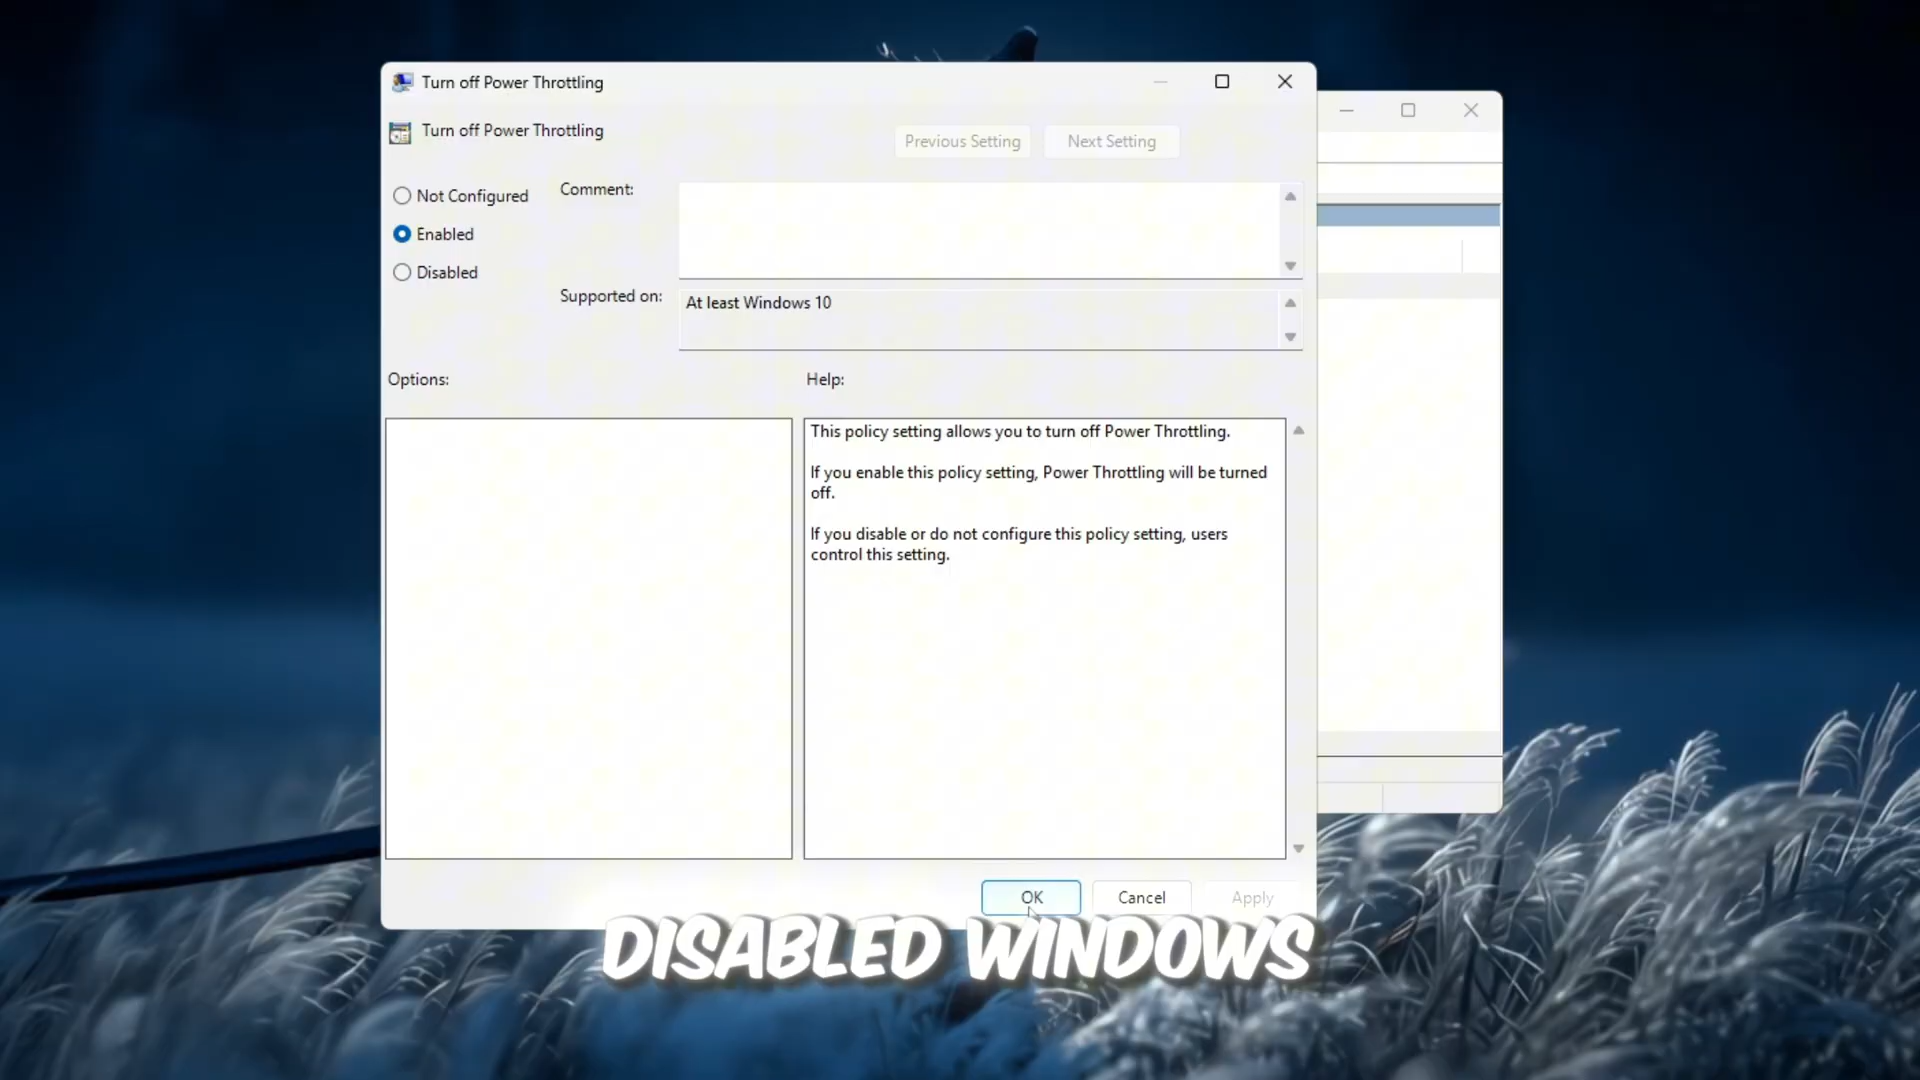 Turn off Power Throttling
Turn off Power Throttling
Previous Setting
Next Setting
Not Configured
Enabled
Disabled
Comment:
Supported on:
At least Windows 10
Options:
Help:
This policy setting allows you to turn off Power Throttling.
If you enable this policy setting, Power Throttling will be turned
off.
If you disable or do not configure this policy setting, users
control this setting.
OK
Cancel
Apply
DISABLED WINDOWS